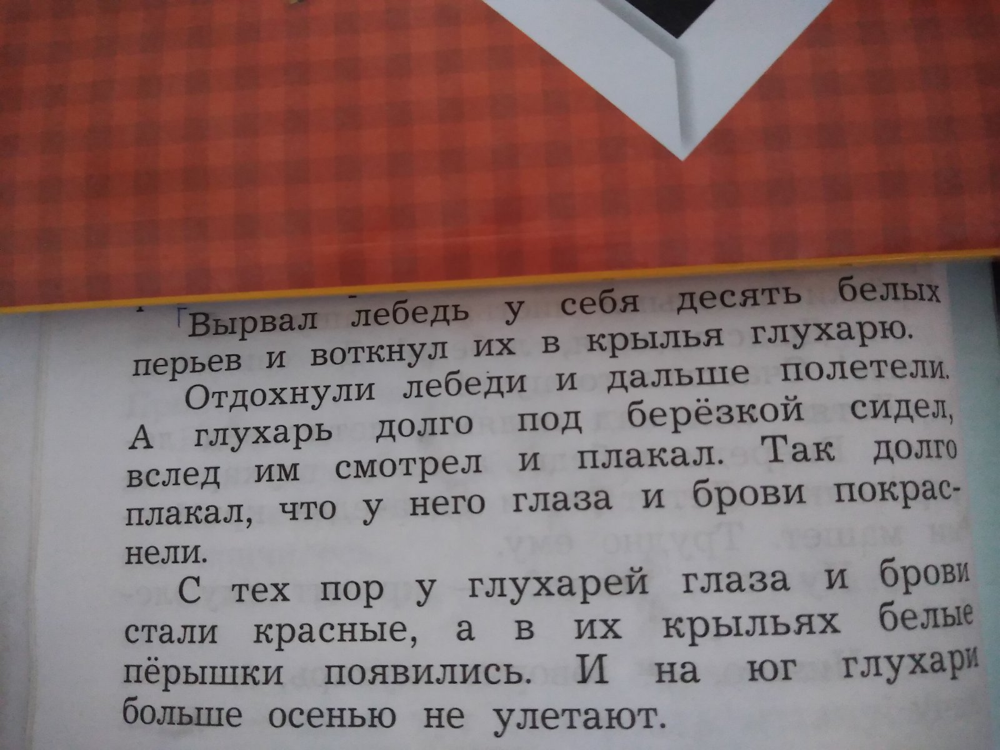 Вырвал лебедь у себя десять белых
перьев и воткнул их в крылья глухарю.
Отдохнули лебеди и дальше полетели.
А глухарь долго под берёзкой сидел,
вслед им смотрел и плакал. Так долго
плакал, что у него глаза и брови покрас-
нели.
С тех пор у глухарей глаза и брови
стали красные, а в их крыльях белые
пёрышки появились. И на юг глухари
больше осенью не улетают.